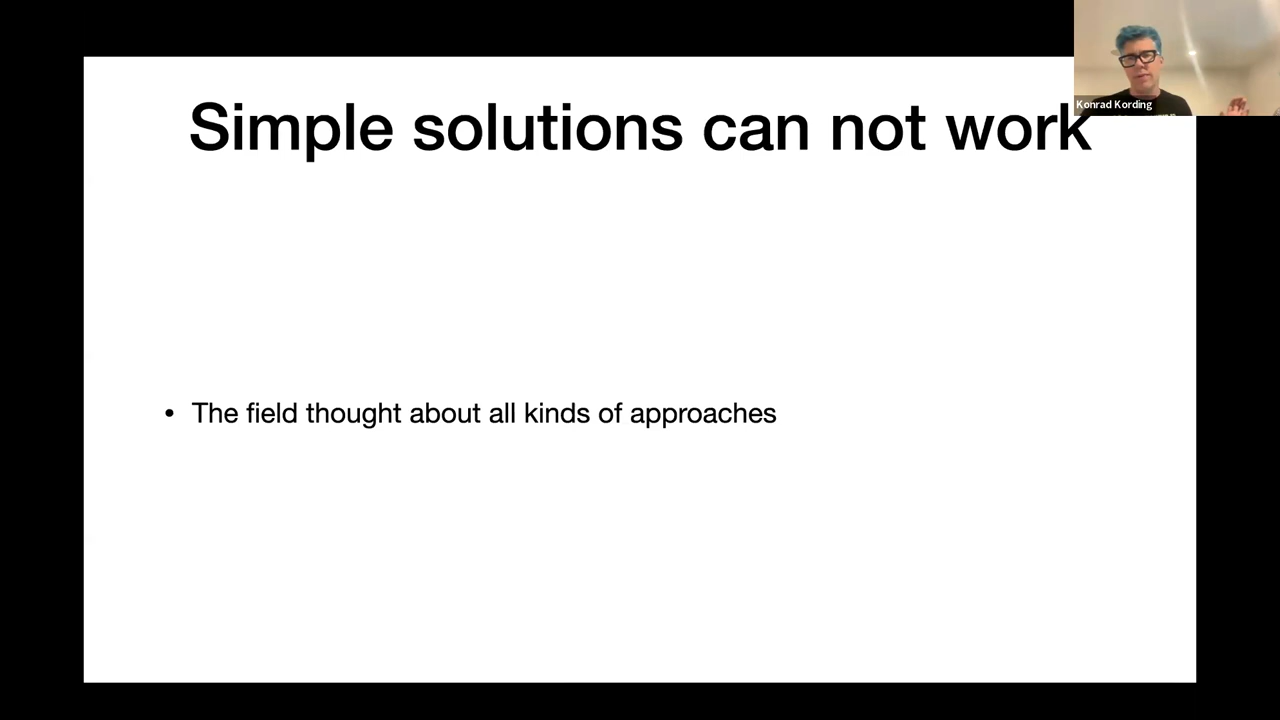 Simple solutions can not work
Konrad Kording
• The field thought about all kinds of approaches